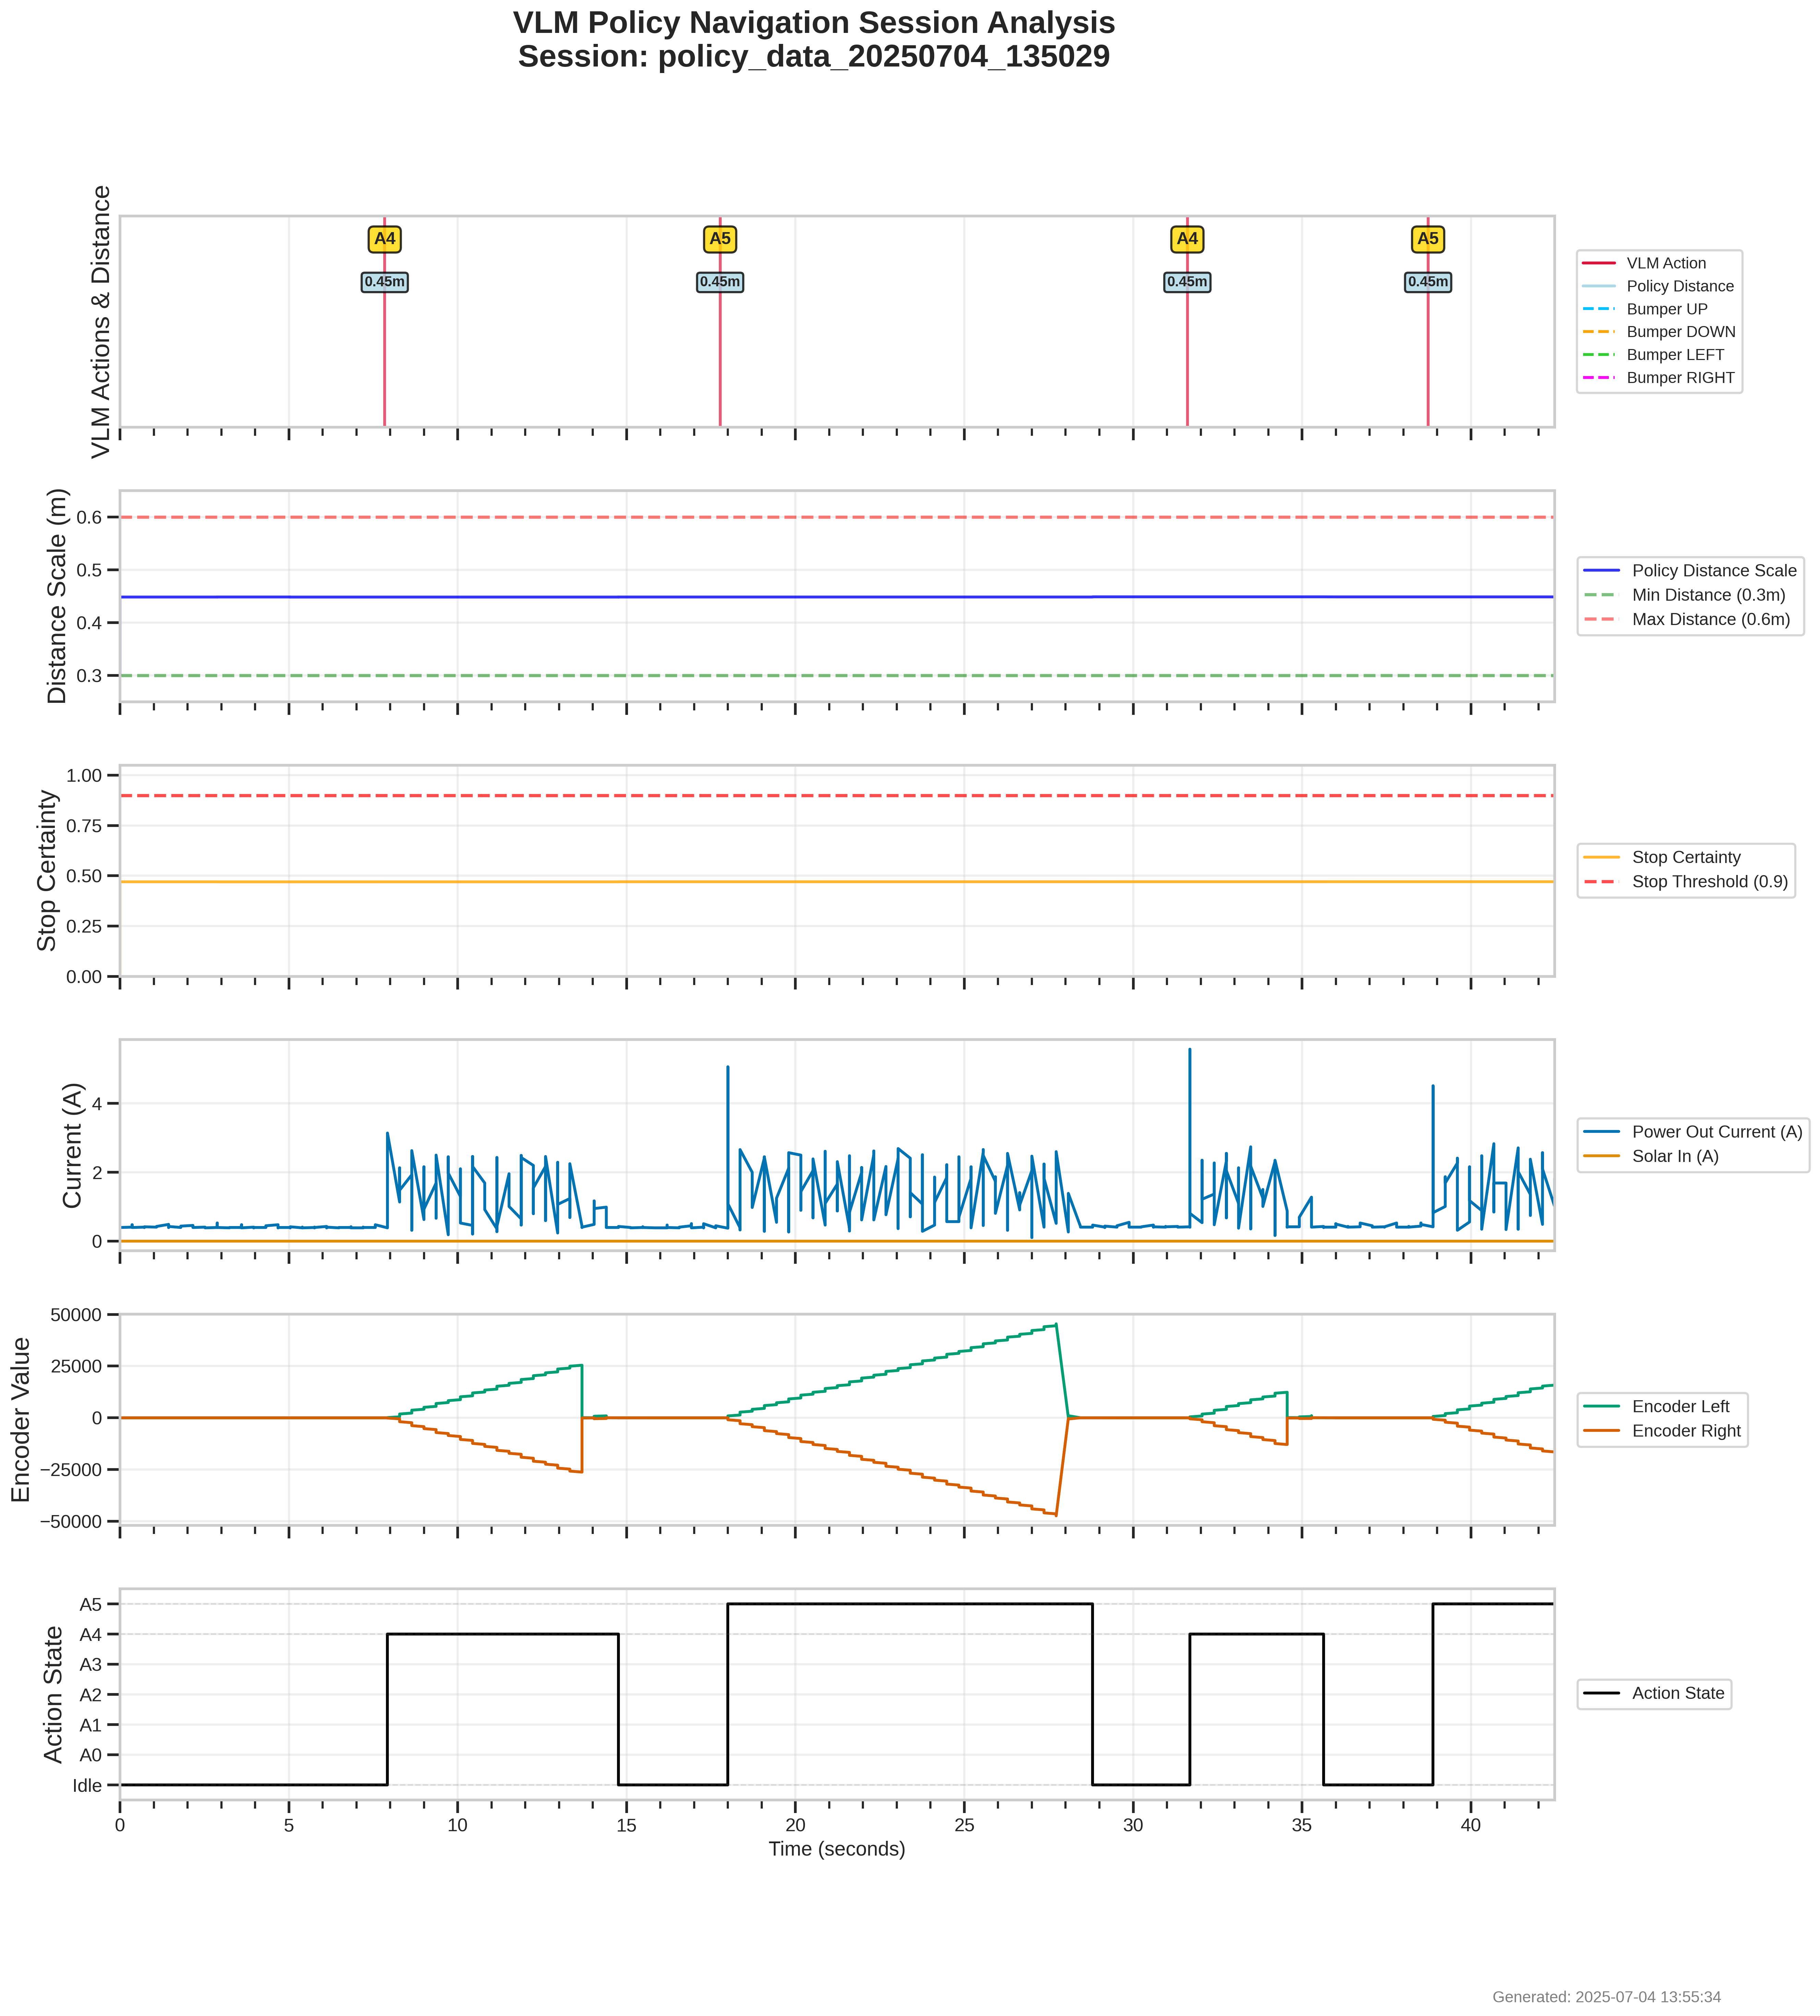 VLM Policy Navigation Session Analysis
Session: policy_data_20250704_135029
VLM Actions & Distance
A4
A5
A4
A5
0.45m
0.45m
0.45m
0.45m
VLM Action
Policy Distance
Bumper UP
Bumper DOWN
Bumper LEFT
Bumper RIGHT
Distance Scale (m)
0.6
0.5
0.4
0.3
Policy Distance Scale
Min Distance (0.3m)
Max Distance (0.6m)
Stop Certainty
1.00
0.75
0.50
0.25
0.00
Stop Certainty
Stop Threshold (0.9)
Current (A)
4
2
0
Power Out Current (A)
Solar In (A)
Encoder Value
50000
25000
0
−25000
−50000
Encoder Left
Encoder Right
Action State
A5
A4
A3
A2
A1
A0
Idle
Action State
0 5 10 15 20 25 30 35 40
Time (seconds)
Generated: 2025-07-04 13:55:34